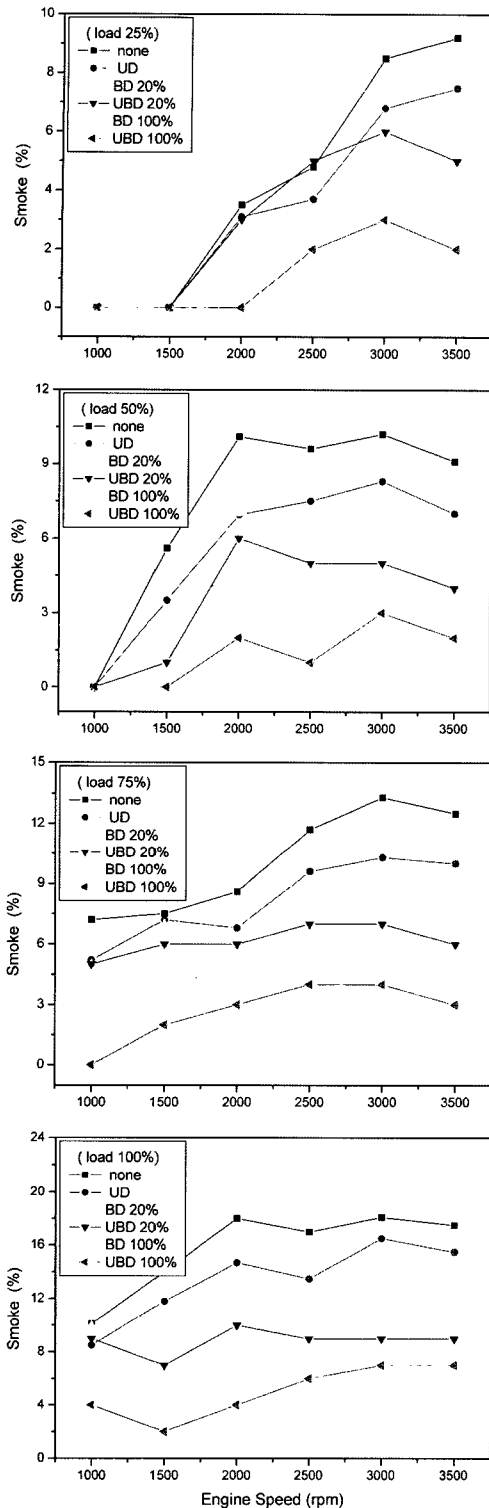 10
8
6
4
2
0
Smoke (%)
( load 25%)
none
UD
BD 20%
UBD 20%
BD 100%
UBD 100%
1000 1500 2000 2500 3000 3500
12
9
6
3
0
Smoke (%)
( load 50%)
none
UD
BD 20%
UBD 20%
BD 100%
UBD 100%
1000 1500 2000 2500 3000 3500
15
12
9
6
3
0
Smoke (%)
( load 75%)
none
UD
BD 20%
UBD 20%
BD 100%
UBD 100%
1000 1500 2000 2500 3000 3500
24
18
16
12
8
4
0
Smoke (%)
( load 100%)
none
UD
BD 20%
UBD 20%
BD 100%
UBD 100%
1000 1500 2000 2500 3000 3500
Engine Speed (rpm)